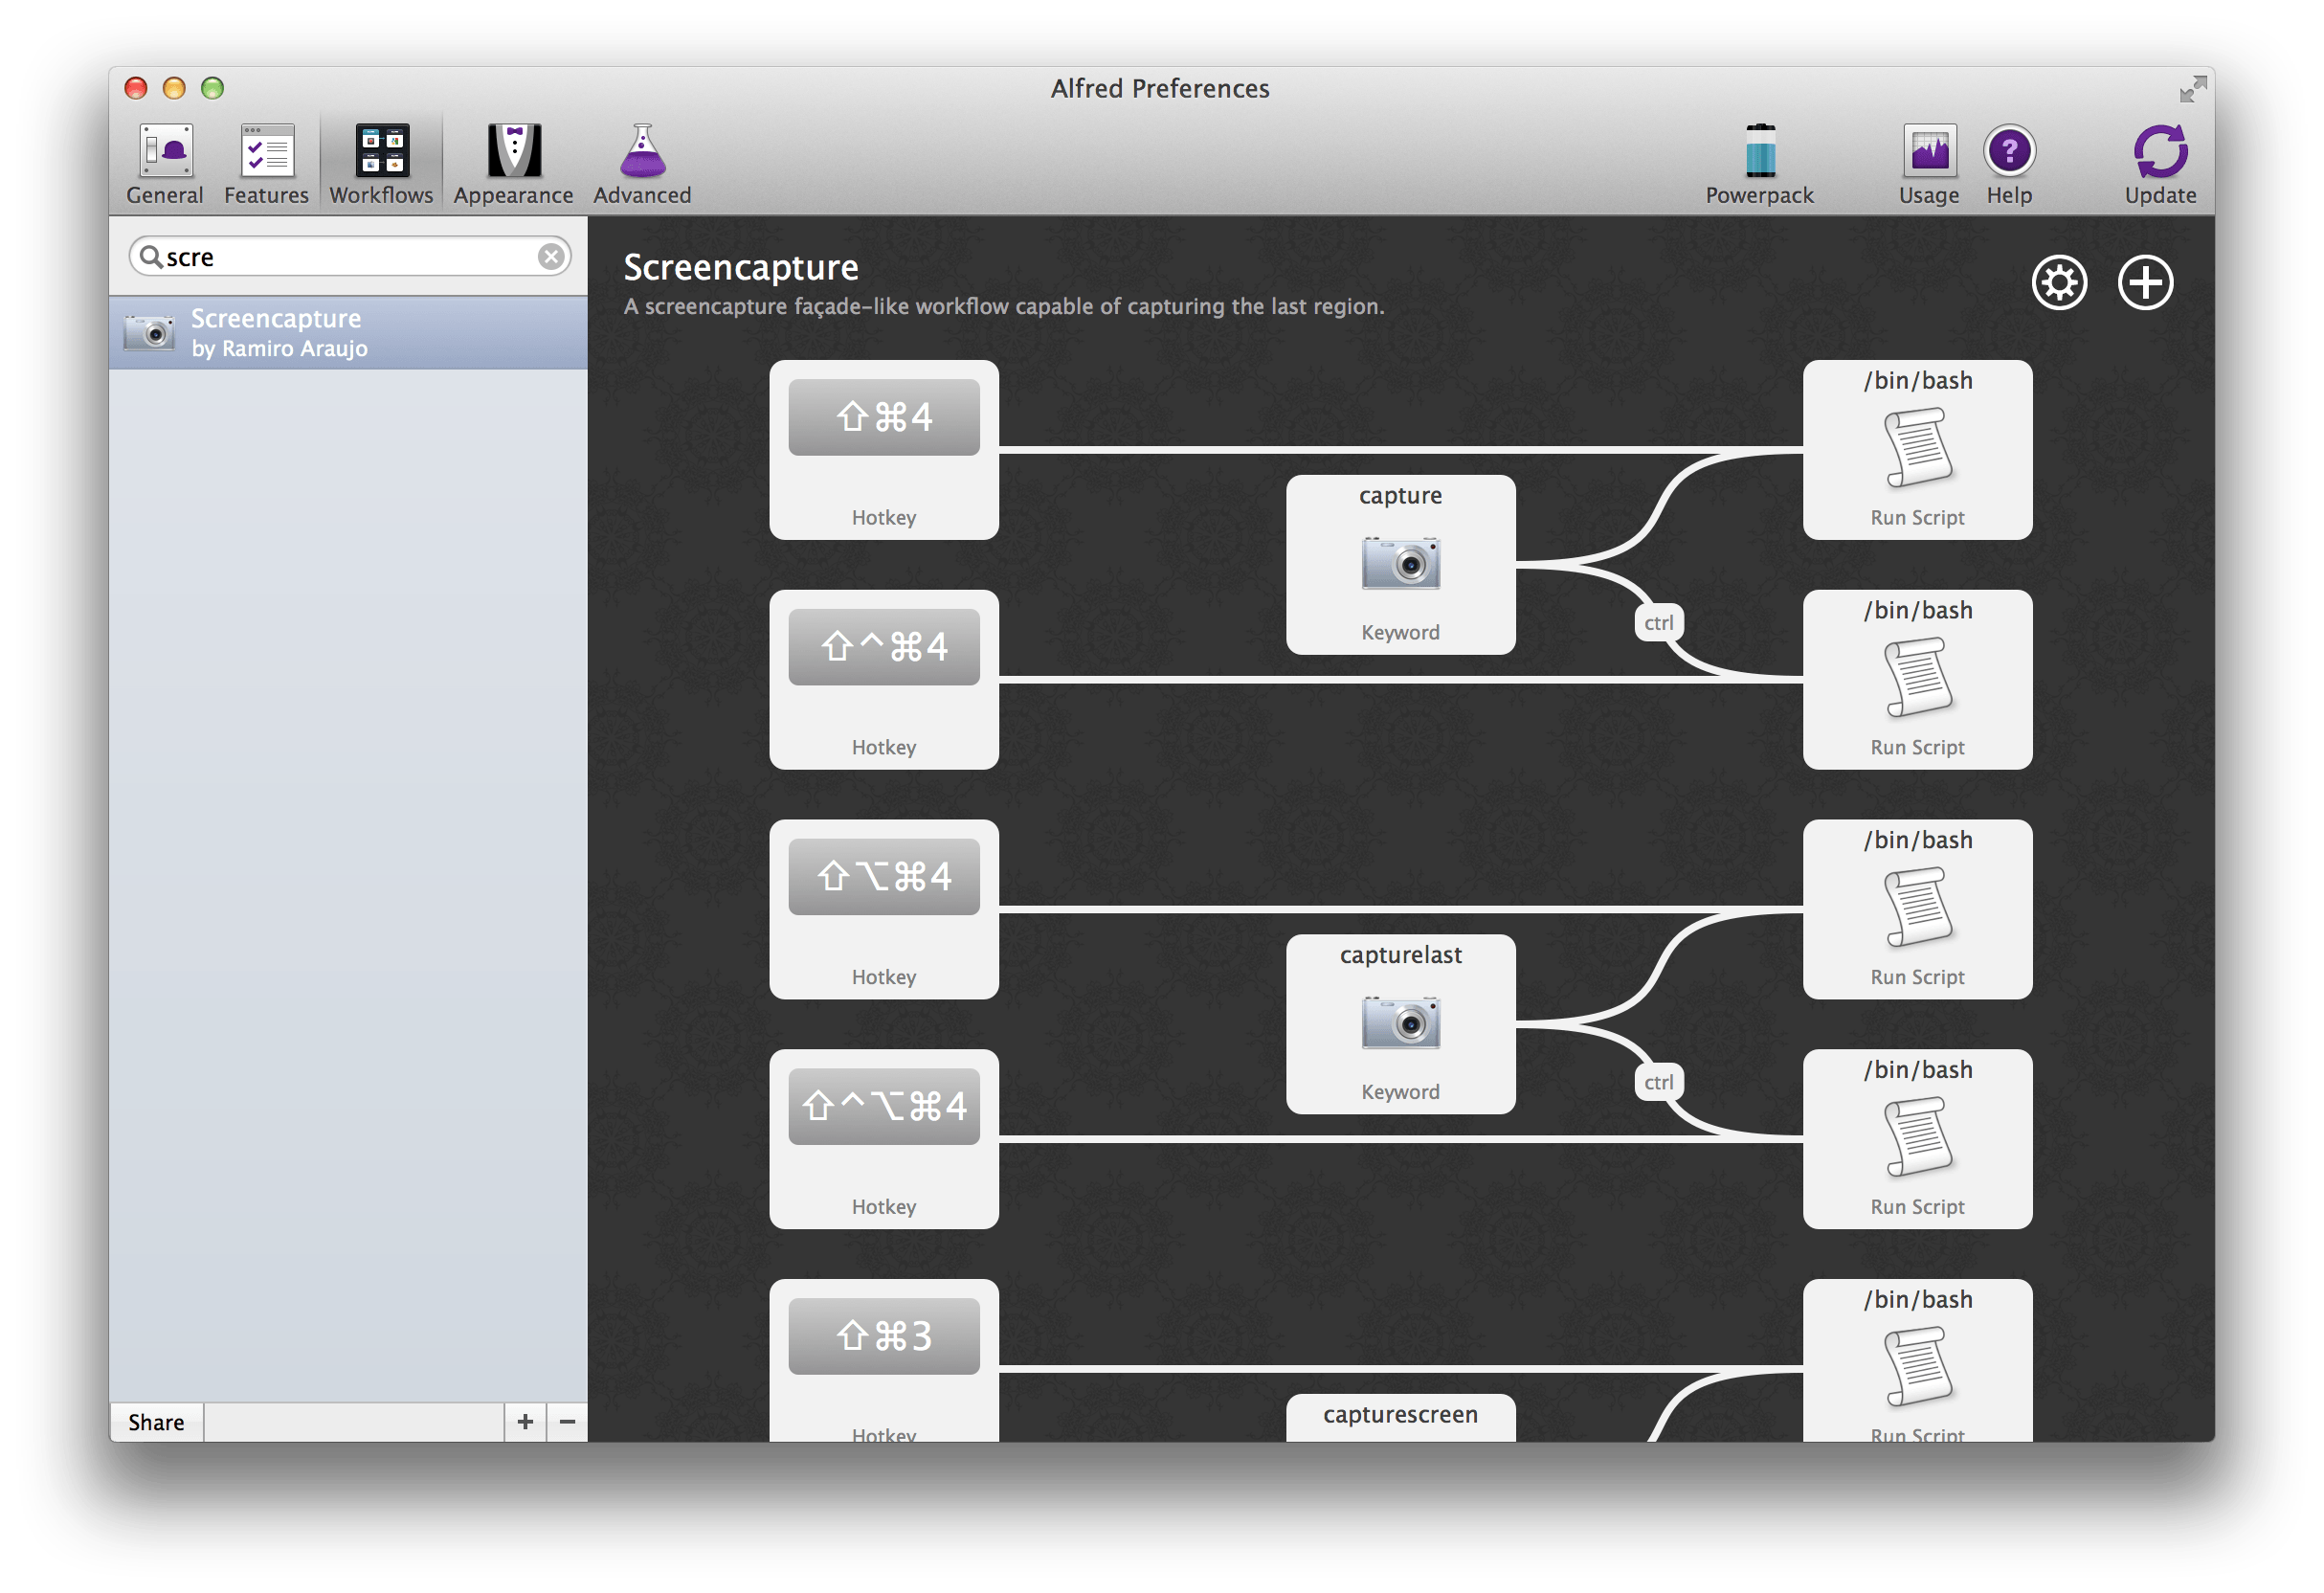 Alfred Preferences
General
Features
Workflows
Appearance
Advanced
Powerpack
Usage
Help
Update
scre
Screencapture
by Ramiro Araujo
Screencapture
A screencapture façade-like workflow capable of capturing the last region.
⇧⌘4
Hotkey
/bin/bash
Run Script
capture
Keyword
ctrl
⇧^⌘4
Hotkey
/bin/bash
Run Script
⇧⌥⌘4
Hotkey
/bin/bash
Run Script
capturelast
Keyword
ctrl
⇧^⌥⌘4
Hotkey
/bin/bash
Run Script
⇧⌘3
Hotkey
/bin/bash
Run Script
capturescreen
Share